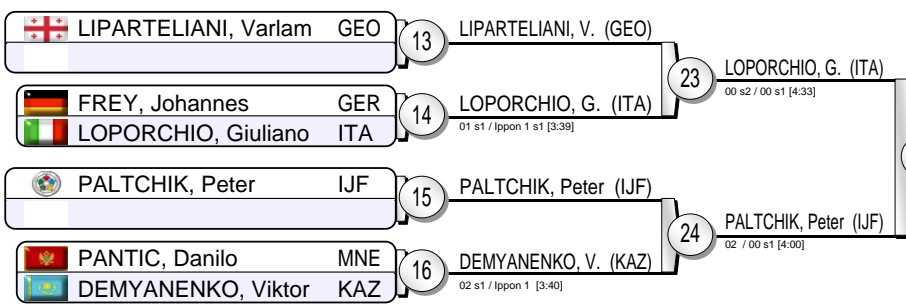 LIPARTELIANI, Varlam GEO
13
LIPARTELIANI, V. (GEO)
23
LOPORCHIO, G. (ITA)
00 s2 / 00 s1 [4:33]
FREY, Johannes GER
LOPORCHIO, Giuliano ITA
14
LOPORCHIO, G. (ITA)
01 s1 / Ippon 1 s1 [3:39]
PALTCHIK, Peter IJF
15
PALTCHIK, Peter (IJF)
24
PALTCHIK, Peter (IJF)
02 / 00 s1 [4:00]
PANTIC, Danilo MNE
DEMYANENKO, Viktor KAZ
16
DEMYANENKO, V. (KAZ)
02 s1 / Ippon 1 [3:40]